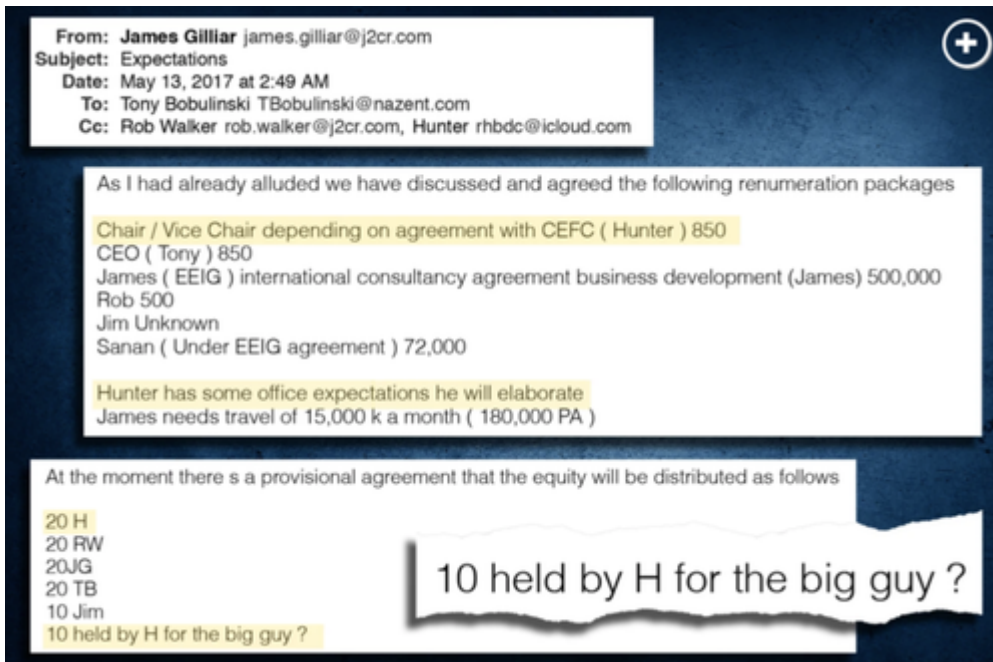 From: James Gilliar james.gilliar@j2cr.com
Subject: Expectations
Date: May 13, 2017 at 2:49 AM
To: Tony Bobulinski TBobulinski@nazent.com
Cc: Rob Walker rob.walker@j2cr.com, Hunter rhbdc@icloud.com
As I had already alluded we have discussed and agreed the following renumeration packages
Chair / Vice Chair depending on agreement with CEFC ( Hunter ) 850
CEO ( Tony ) 850
James ( EEIG ) international consultancy agreement business development (James) 500,000
Rob 500
Jim Unknown
Sanan ( Under EEIG agreement ) 72,000
Hunter has some office expectations he will elaborate
James needs travel of 15,000 k a month ( 180,000 PA )
At the moment there s a provisional agreement that the equity will be distributed as follows
20 H
20 RW
20JG
20 TB
10 Jim
10 held by H for the big guy ?
10 held by H for the big guy ?